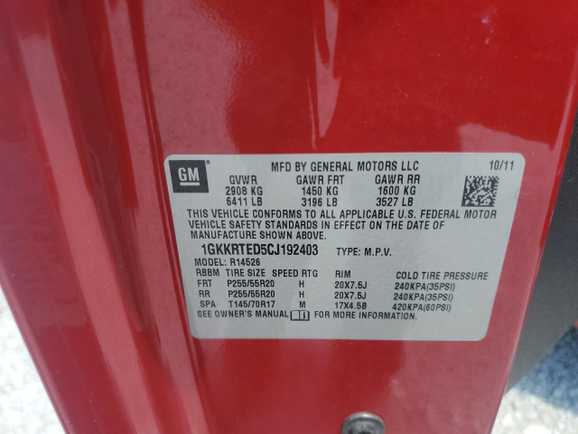 MFD BY GENERAL MOTORS LLC 10/11
GM GVWR GAWR FRT GAWR RR
2908 KG 1450 KG 1600 KG
6411 LB 3196 LB 3527 LB
THIS VEHICLE CONFORMS TO ALL APPLICABLE U.S. FEDERAL MOTOR
VEHICLE SAFETY STANDARDS IN EFFECT ON THE DATE OF
MANUFACTURE SHOWN ABOVE.
1GKKRTED5CJ192403 TYPE: M.P.V.
MODEL: R14526
RBBM TIRE SIZE SPEED RTG RIM COLD TIRE PRESSURE
FRT P255/55R20 H 20X7.5J 240KPA(35PSI)
RR P255/55R20 H 20X7.5J 240KPA(35PSI)
SPA T145/70R17 M 17X4.5B 420KPA(60PSI)
SEE OWNER'S MANUAL FOR MORE INFORMATION.